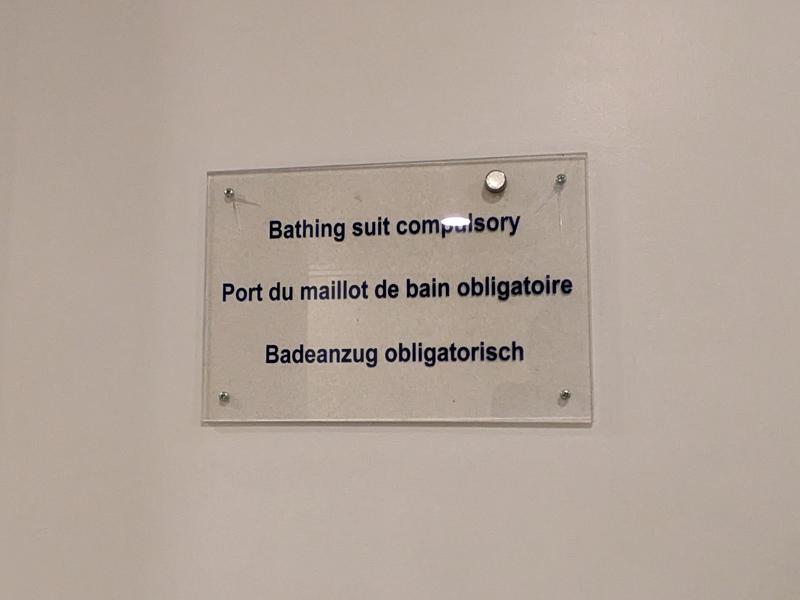 Bathing suit compulsory
Port du maillot de bain obligatoire
Badeanzug obligatorisch